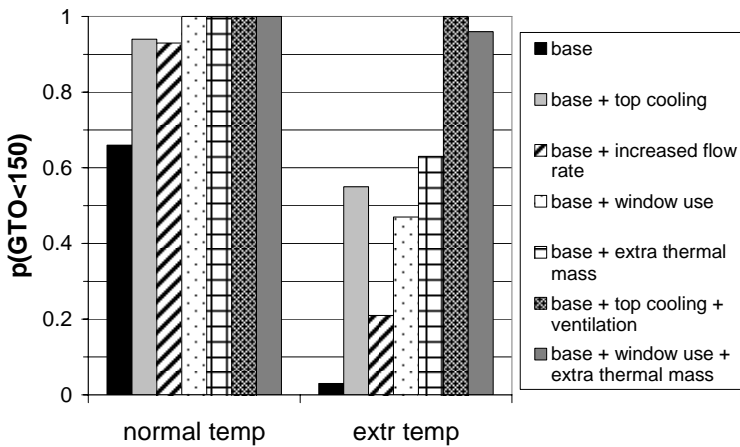 p(GTO<150)
1
0.8
0.6
0.4
0.2
0
normal temp
extr temp
base
base + top cooling
base + increased flow
rate
base + window use
base + extra thermal
mass
base + top cooling +
ventilation
base + window use +
extra thermal mass